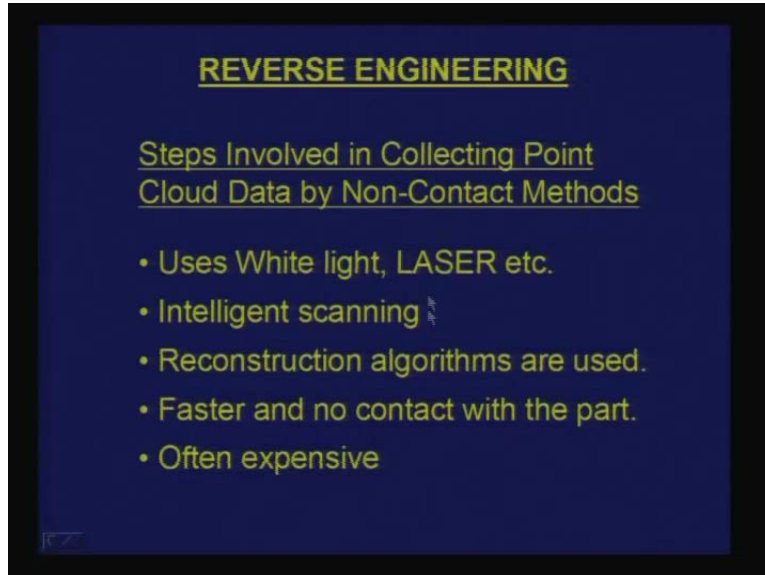 REVERSE ENGINEERING
Steps Involved in Collecting Point
Cloud Data by Non-Contact Methods
• Uses White light, LASER etc.
• Intelligent scanning
• Reconstruction algorithms are used.
• Faster and no contact with the part.
• Often expensive